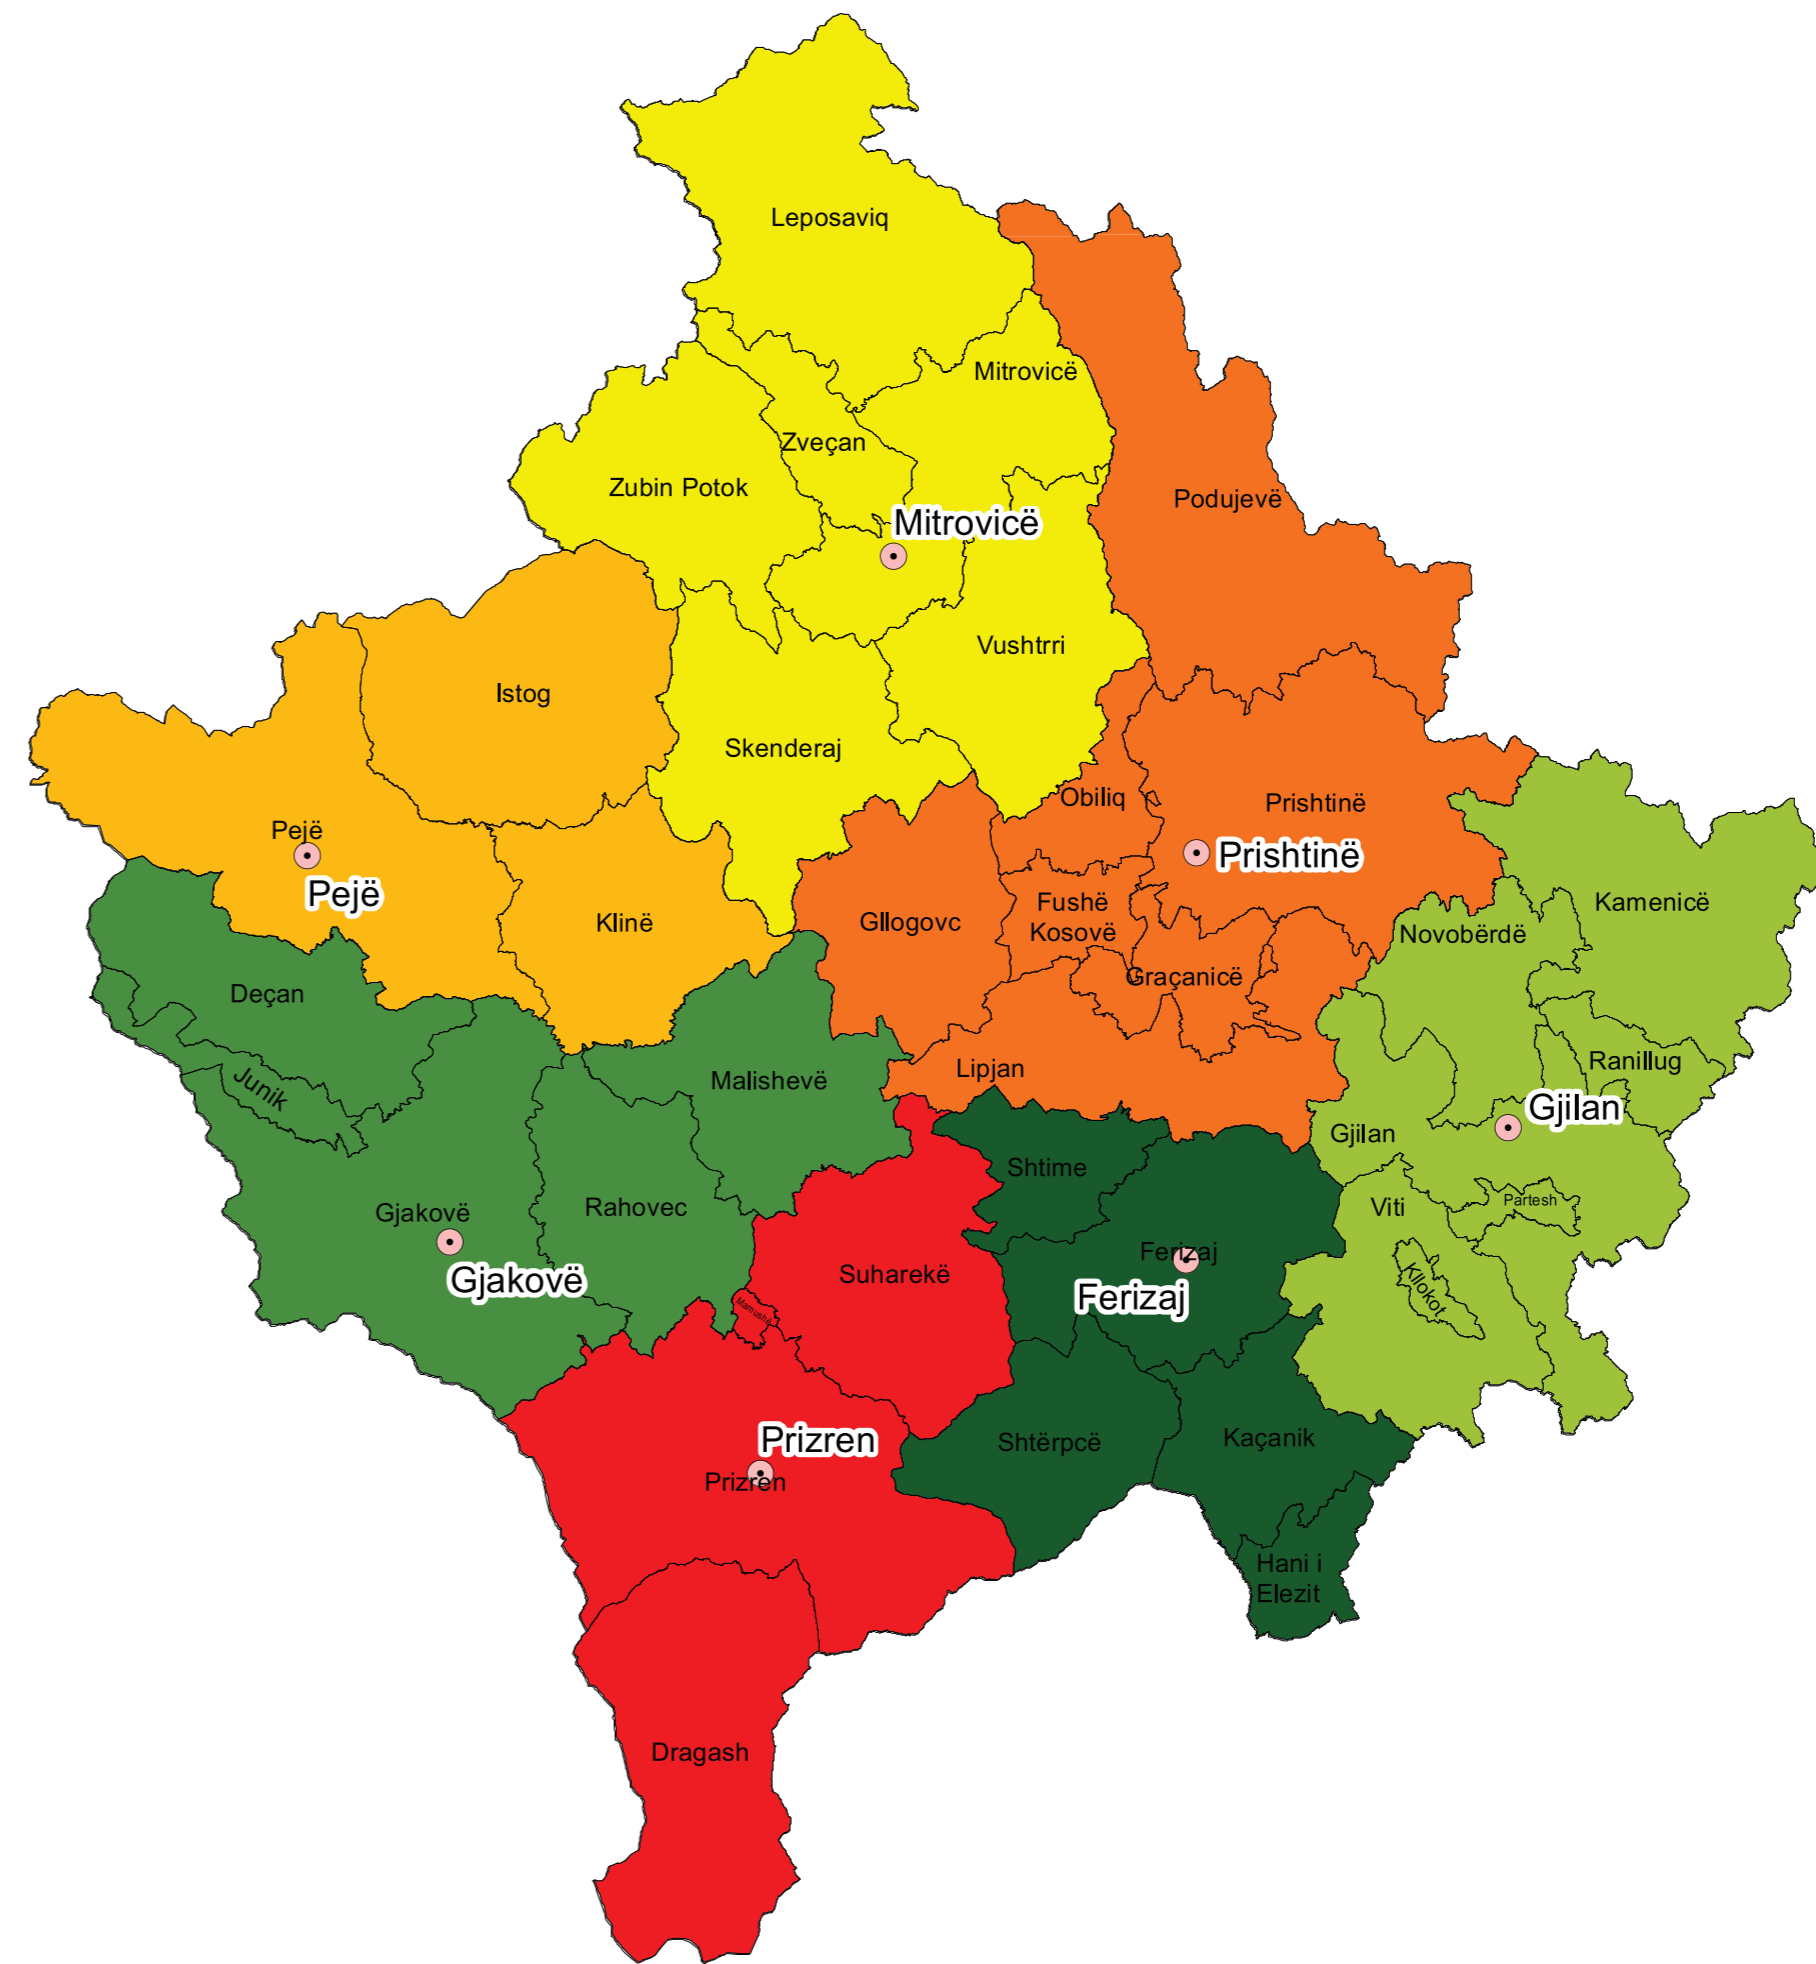 Leposaviq
Mitrovicë
Zveçan
Zubin Potok
Podujevë
Mitrovicë
Vushtrri
Istog
Skenderaj
Obiliq
Prishtinë
Pejë
Prishtinë
Pejë
Klinë
Gllogovc
Fushë
Kosovë
Kamenicë
Novobërdë
Graçanicë
Deçan
Lipjan
Ranillug
Junik
Malishevë
Gjilan
Gjilan
Shtime
Rahovec
Viti
Partesh
Gjakovë
Gjakovë
Ferizaj
Suharekë
Kllokot
Ferizaj
Mamushë
Prizren
Shtërpcë
Kaçanik
Prizren
Hani i
Elezit
Dragash